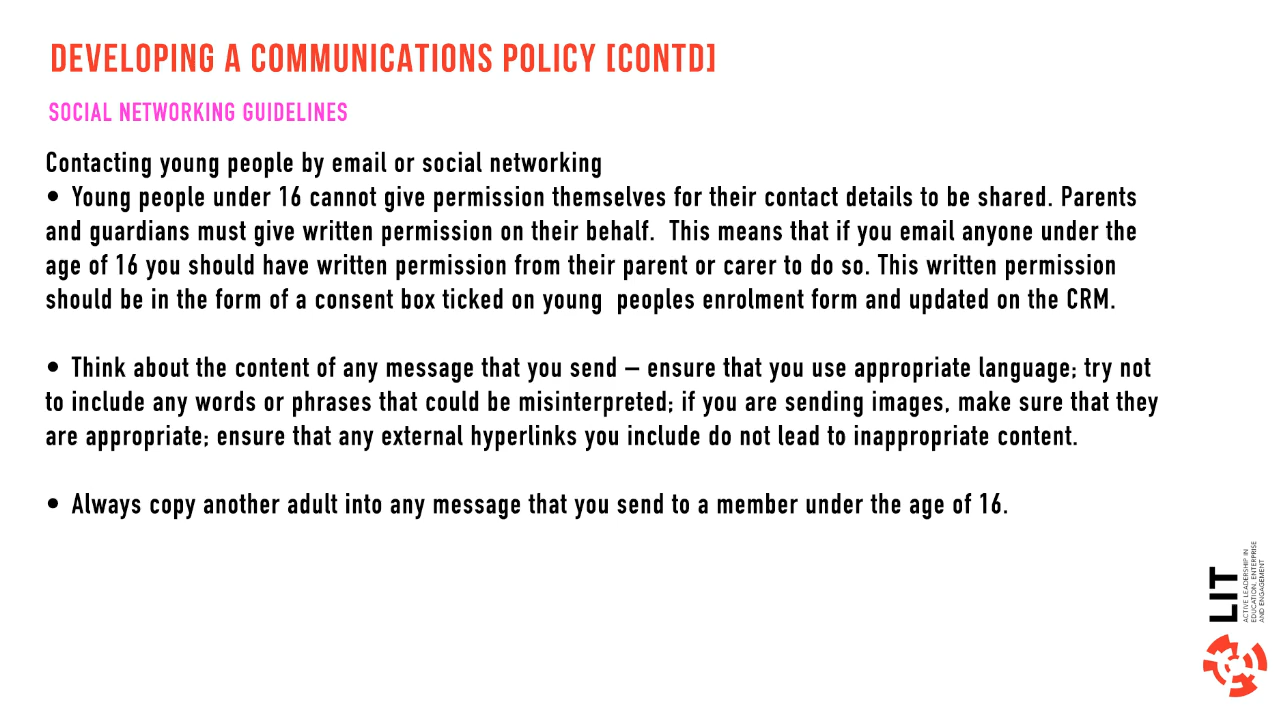 DEVELOPING A COMMUNICATIONS POLICY [CONTD]
SOCIAL NETWORKING GUIDELINES
Contacting young people by email or social networking
• Young people under 16 cannot give permission themselves for their contact details to be shared. Parents
and guardians must give written permission on their behalf.  This means that if you email anyone under the
age of 16 you should have written permission from their parent or carer to do so. This written permission
should be in the form of a consent box ticked on young  peoples enrolment form and updated on the CRM.
• Think about the content of any message that you send – ensure that you use appropriate language; try not
to include any words or phrases that could be misinterpreted; if you are sending images, make sure that they
are appropriate; ensure that any external hyperlinks you include do not lead to inappropriate content.
• Always copy another adult into any message that you send to a member under the age of 16.
LIT
ACTIVE LEADERSHIP IN
EDUCATION, ENTERPRISE
AND ENGAGEMENT